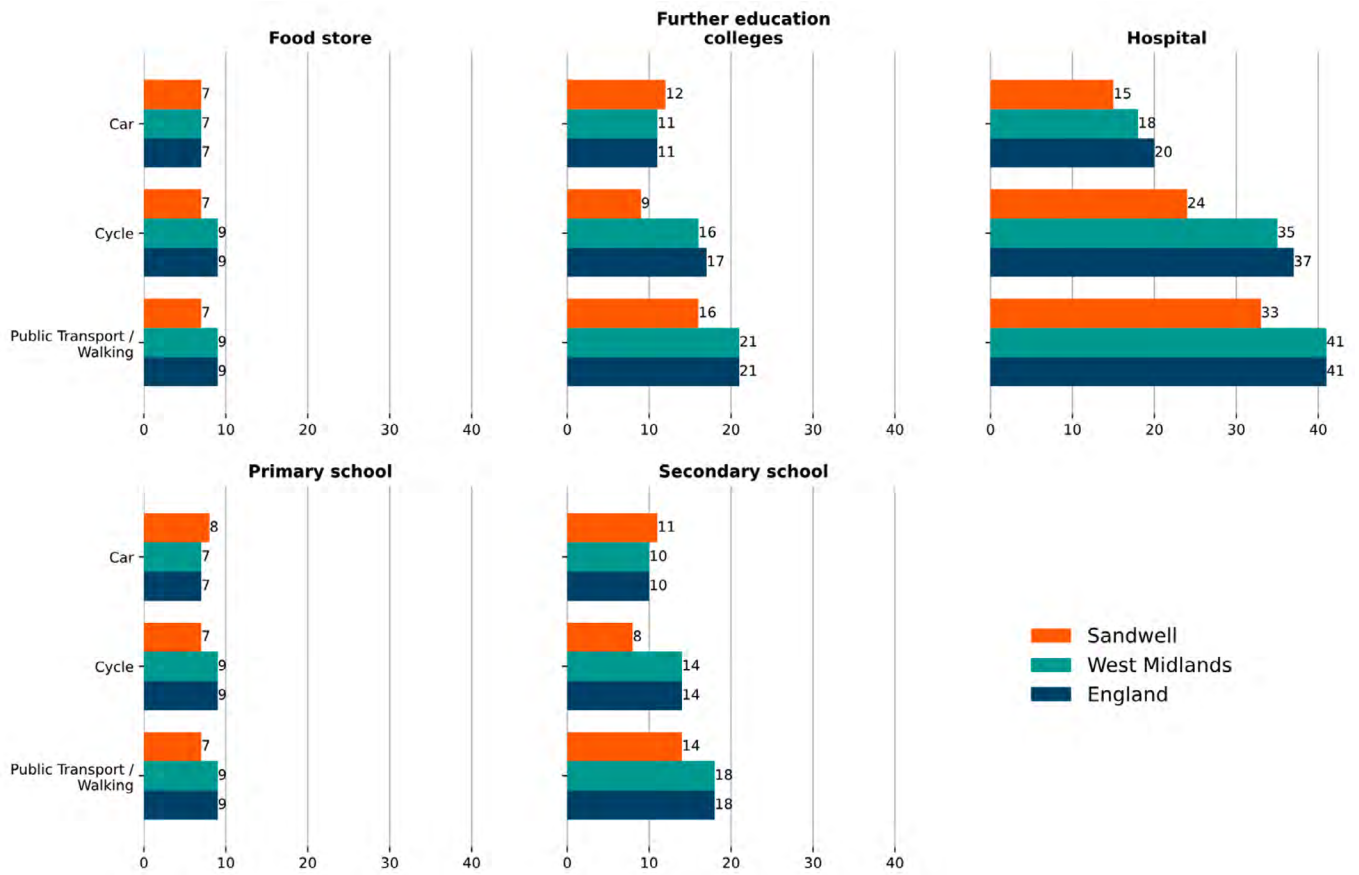 Food store
Further education
colleges
Hospital
Car
7
7
7
12
11
11
15
18
20
Cycle
7
9
9
9
16
17
24
35
37
Public Transport /
Walking
7
9
9
16
21
21
33
41
41
0 10 20 30 40
0 10 20 30 40
0 10 20 30 40
Primary school
Secondary school
Car
8
7
7
11
10
10
Cycle
7
9
9
8
14
14
Public Transport /
Walking
7
9
9
14
18
18
0 10 20 30 40
0 10 20 30 40
Sandwell
West Midlands
England